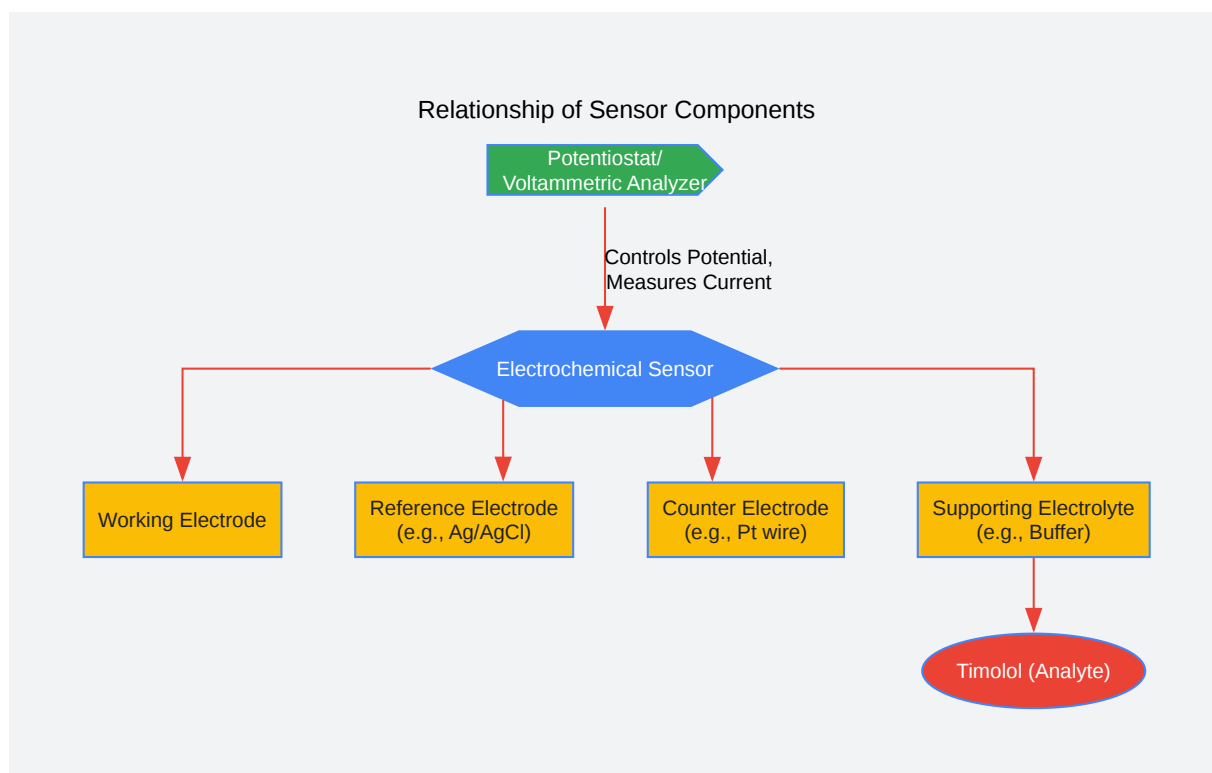 Relationship of Sensor Components
Potentiostat/
Voltammetric Analyzer
Controls Potential,
Measures Current
Electrochemical Sensor
Working Electrode
Reference Electrode
(e.g., Ag/AgCl)
Counter Electrode
(e.g., Pt wire)
Supporting Electrolyte
(e.g., Buffer)
Timolol (Analyte)